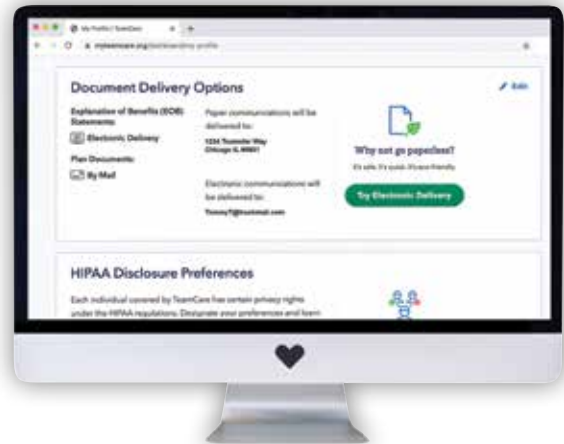 My Profile | TeamCare
myteamcare.org/dashboard/my-profile
Document Delivery Options
Edit
Explanation of Benefits (EOB)
Statements:
Electronic Delivery
Plan Documents:
By Mail
Paper communications will be
delivered to:
1234 Teamster Way
Chicago IL
Electronic communications will
be delivered to:
Why not go paperless?
It's safe. It's quick. It's eco-friendly.
Try Electronic Delivery
HIPAA Disclosure Preferences
Each individual covered by TeamCare has certain privacy rights
under the HIPAA regulations. Designate your preferences and learn